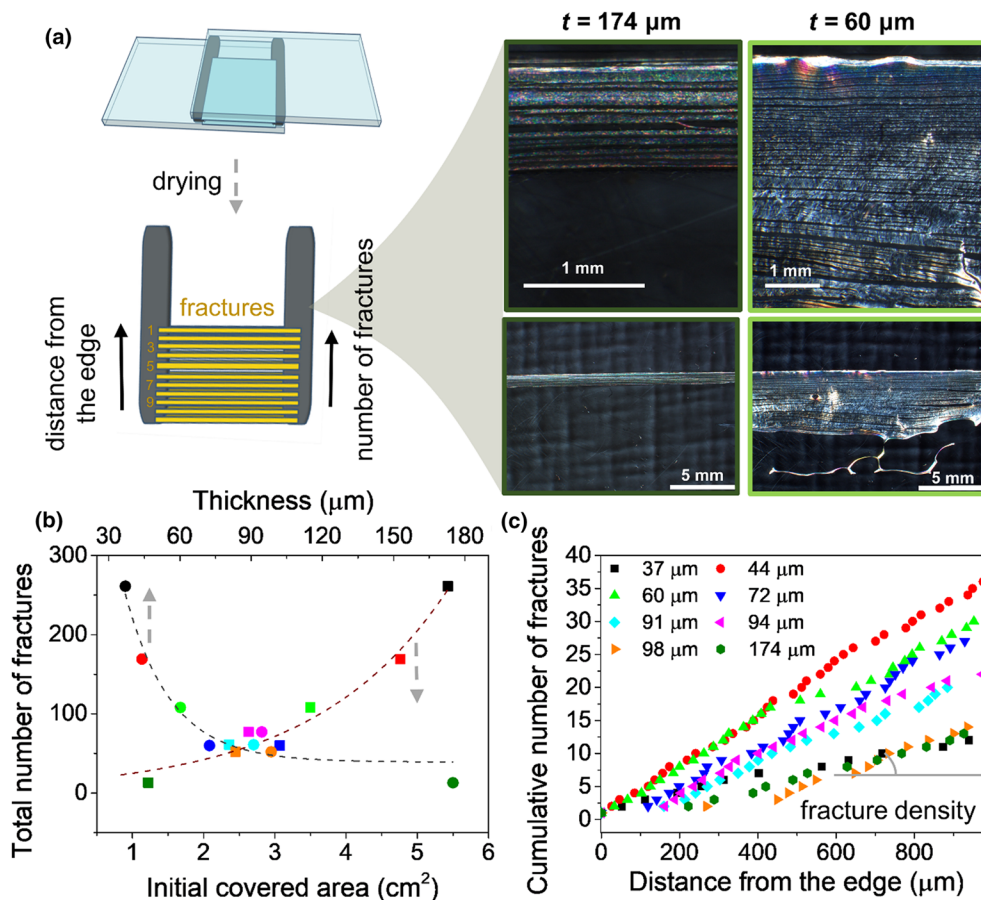 (a)
t = 174 μm
t = 60 μm
drying
fractures
1
3
5
7
9
distance from
the edge
number of fractures
1 mm
1 mm
5 mm
5 mm
(b)
Thickness (μm)
30 60 90 120 150 180
300
200
100
0
Total number of fractures
1 2 3 4 5 6
Initial covered area (cm²)
(c)
40
35
30
25
20
15
10
5
0
Cumulative number of fractures
37 μm 44 μm
60 μm 72 μm
91 μm 94 μm
98 μm 174 μm
fracture density
0 200 400 600 800
Distance from the edge (μm)